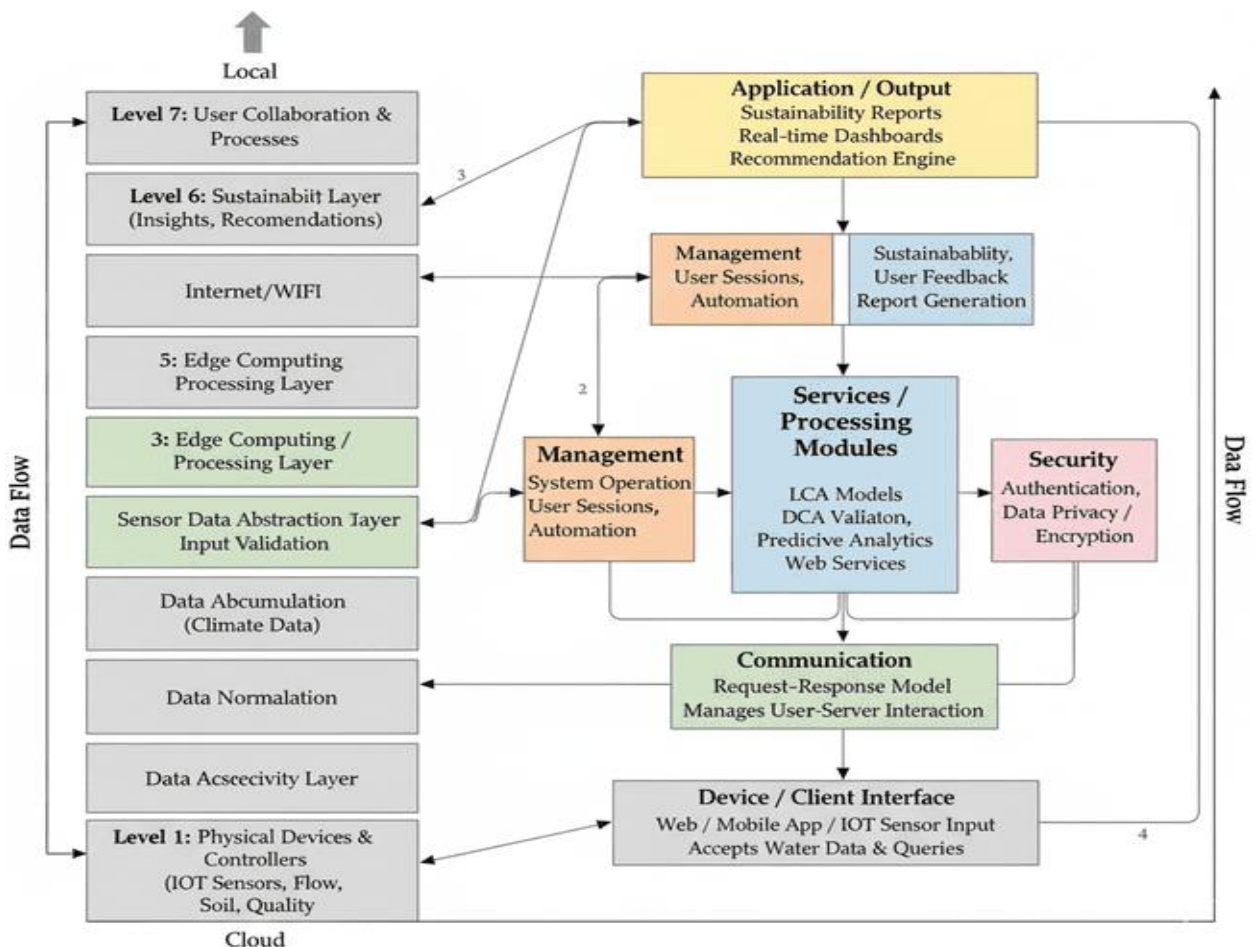 Local
Level 7: User Collaboration &
Processes
Level 6: Sustainabiit Layer
(Insights, Recomendations)
Internet/WIFI
5: Edge Computing
Processing Layer
3: Edge Computing /
Processing Layer
Sensor Data Abstraction Iayer
Input Validation
Data Abcumulation
(Climate Data)
Data Normalation
Data Acseecivity Layer
Level 1: Physical Devices &
Controllers
(IOT Sensors, Flow,
Soil, Quality
Cloud
Data Flow
3
2
Application / Output
Sustainability Reports
Real-time Dashboards
Recommendation Engine
Management
User Sessions,
Automation
Sustainabablity,
User Feedback
Report Generation
Services /
Processing
Modules
LCA Models
DCA Valiaton,
Predicive Analytics
Web Services
Management
System Operation
User Sessions,
Automation
Security
Authentication,
Data Privacy /
Encryption
Communication
Request-Response Model
Manages User-Server Interaction
Device / Client Interface
Web / Mobile App / IOT Sensor Input
Accepts Water Data & Queries
4
Daa Flow